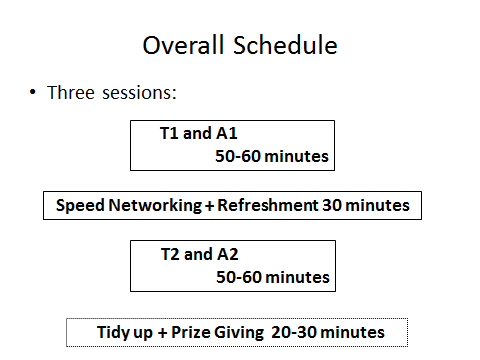 Overall Schedule
• Three sessions:
T1 and A1
50-60 minutes
Speed Networking + Refreshment 30 minutes
T2 and A2
50-60 minutes
Tidy up + Prize Giving 20-30 minutes